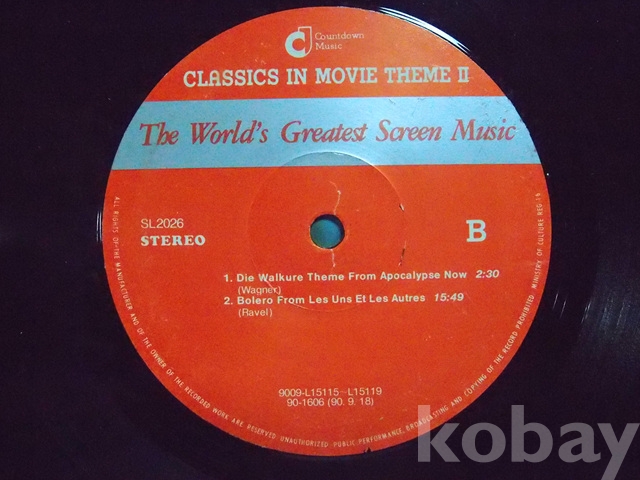 Countdown
Music
CLASSICS IN MOVIE THEME II
The World's Greatest Screen Music
SL2026
STEREO
B
1. Die Walkure Theme From Apocalypse Now 2:30
(Wagner)
2. Bolero From Les Uns Et Les Autres 15:49
(Ravel)
9009-L15115~L15119
90-1606 (90. 9. 18)
ALL RIGHTS OF THE MANUFACTURER AND OF THE OWNER OF THE RECORDED WORK ARE RESERVED UNAUTHORIZED PUBLIC PERFORMANCE, BROADCASTING AND COPYING OF THE RECORD PROHIBITED MINISTRY OF CULTURE REG.
kobay